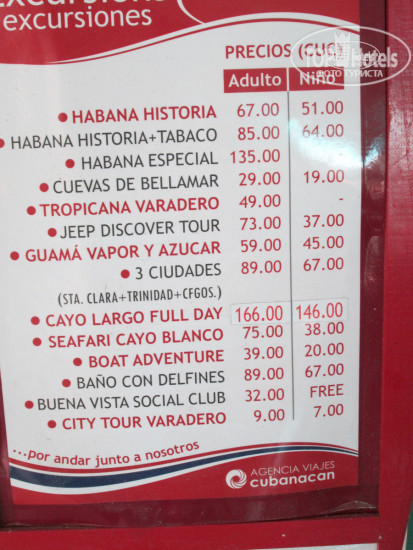 excursiones
PRECIOS (CUC)
Adulto Niño
TOPHotels
ФОТО ТУРИСТА
• HABANA HISTORIA 67.00 51.00
• HABANA HISTORIA+TABACO 85.00 64.00
• HABANA ESPECIAL 135.00 -
• CUEVAS DE BELLAMAR 29.00 19.00
• TROPICANA VARADERO 49.00 -
• JEEP DISCOVER TOUR 73.00 37.00
• GUAMÁ VAPOR Y AZUCAR 59.00 45.00
• 3 CIUDADES 89.00 67.00
(STA. CLARA+TRINIDAD+CFGOS.)
• CAYO LARGO FULL DAY 166.00 146.00
• SEAFARI CAYO BLANCO 75.00 38.00
• BOAT ADVENTURE 39.00 20.00
• BAÑO CON DELFINES 89.00 67.00
• BUENA VISTA SOCIAL CLUB 32.00 FREE
• CITY TOUR VARADERO 9.00 7.00
...por andar junto a nosotros
AGENCIA VIAJES
cubanacan